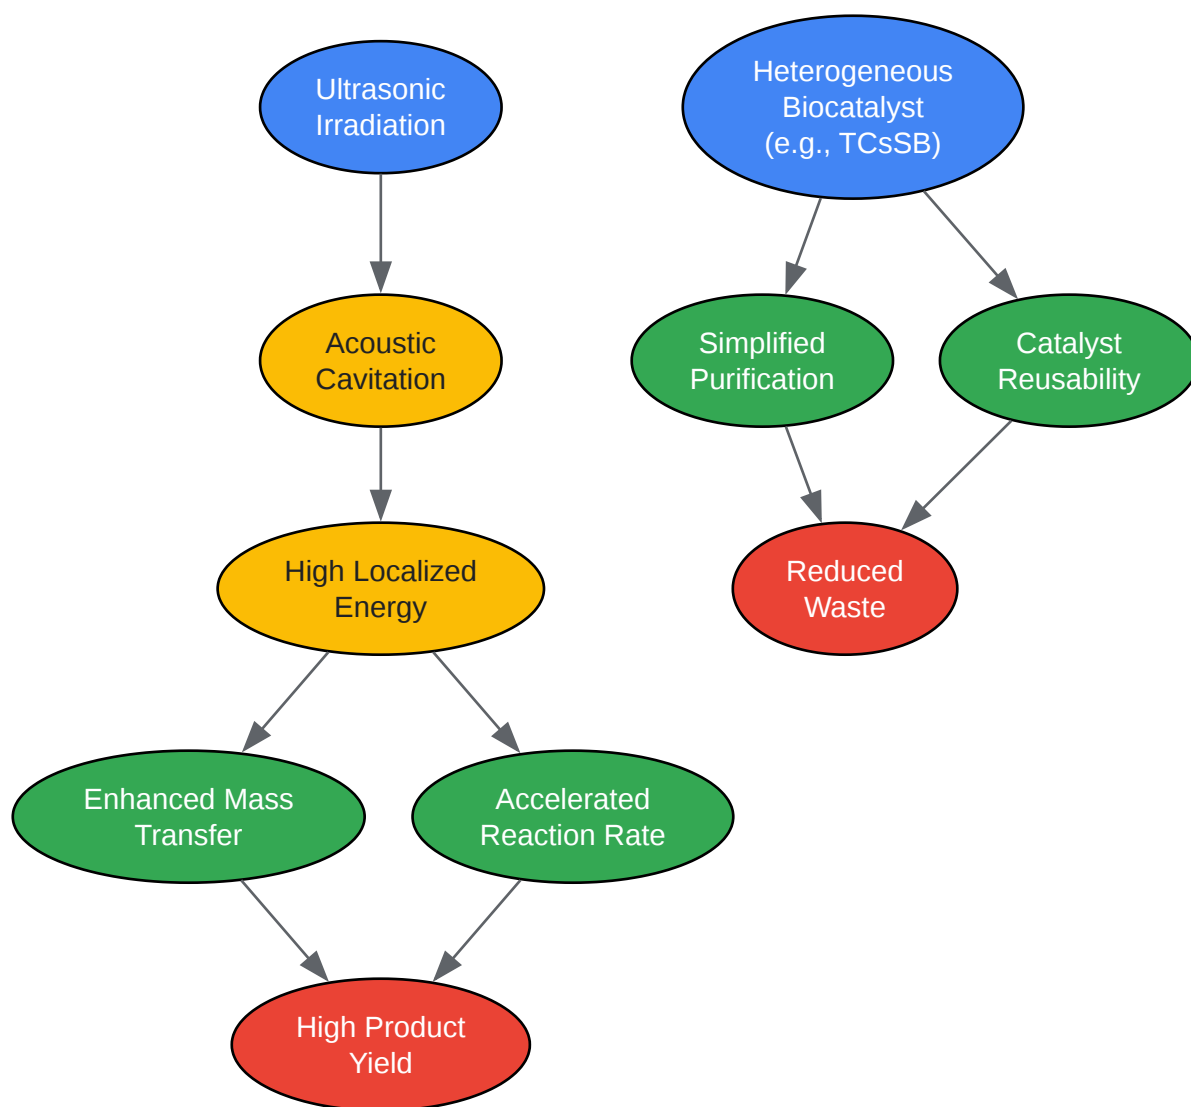 Ultrasonic
Irradiation
Heterogeneous
Biocatalyst
(e.g., TCsSB)
Acoustic
Cavitation
Simplified
Purification
Catalyst
Reusability
High Localized
Energy
Reduced
Waste
Enhanced Mass
Transfer
Accelerated
Reaction Rate
High Product
Yield